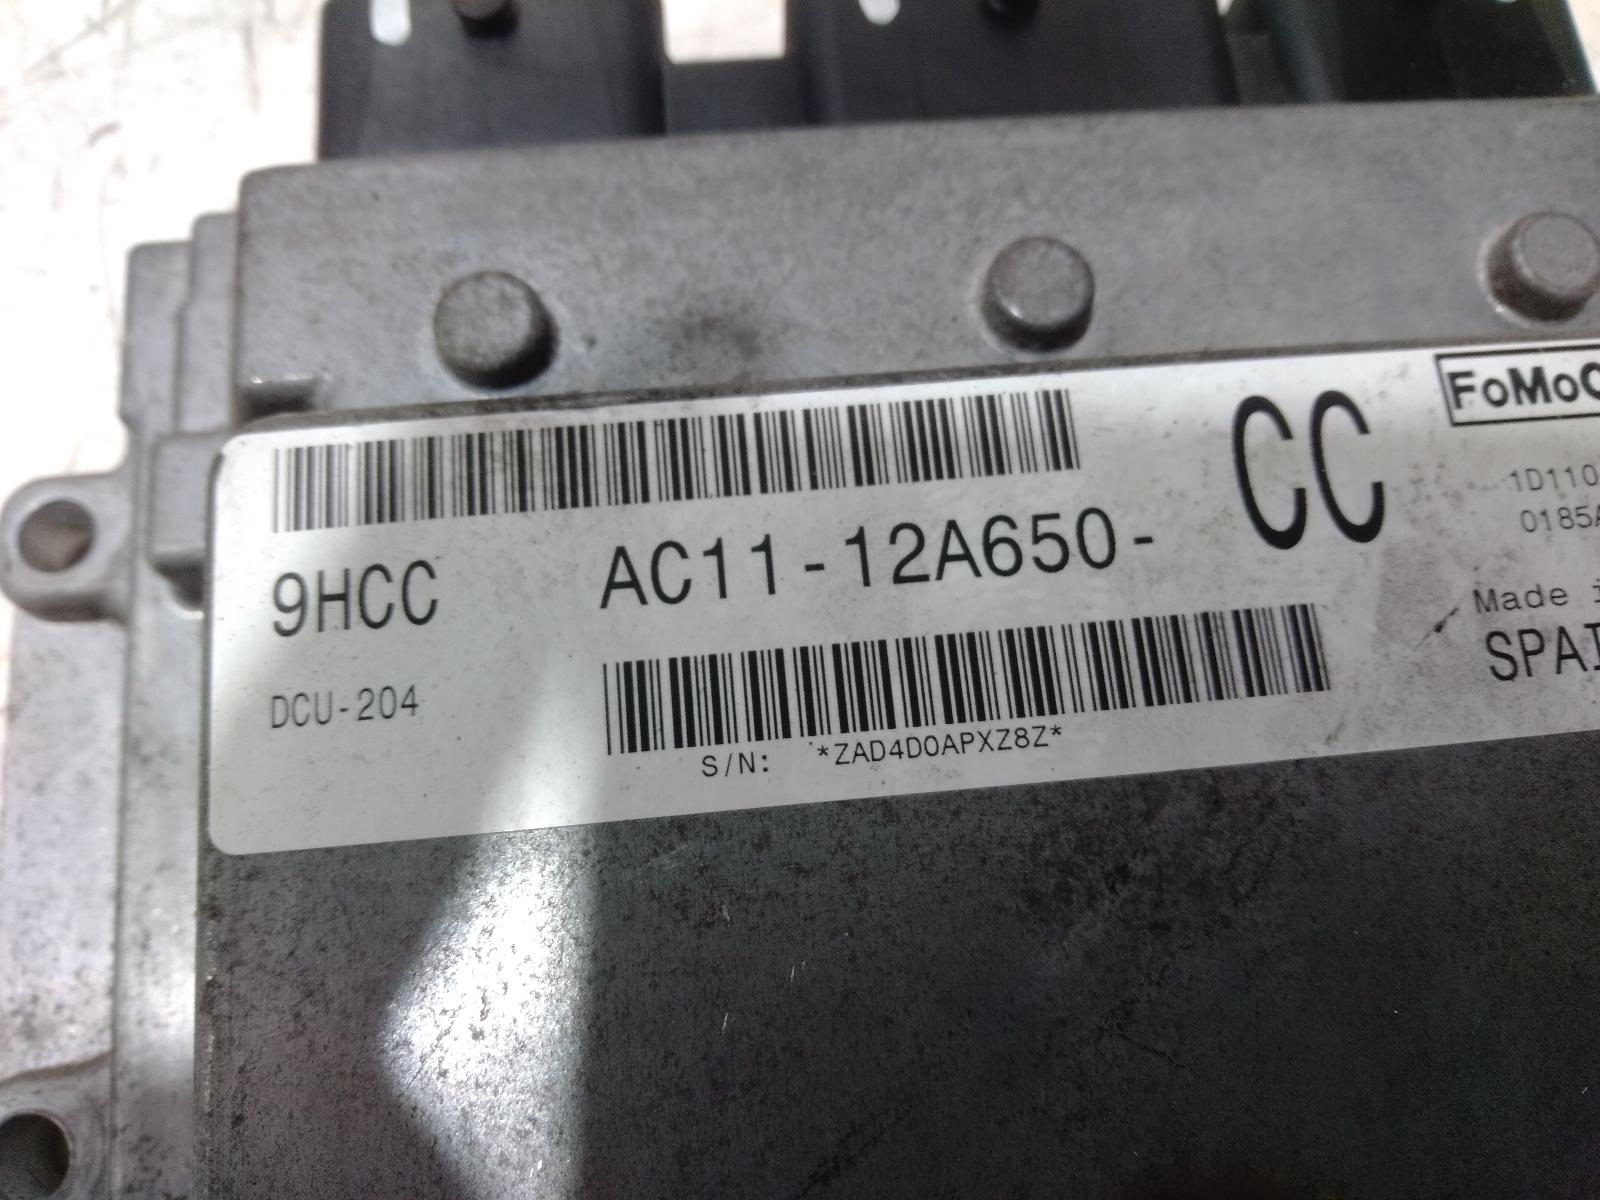 FoMoC
9HCC AC11-12A650- CC
1D110
0185A
Made i
SPAI
DCU-204
S/N: *ZAD4D0APXZ8Z*